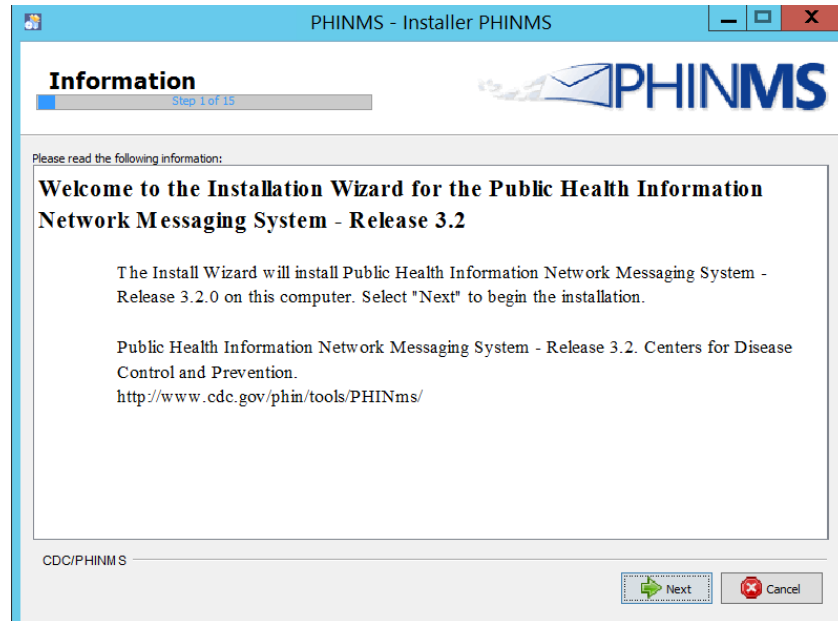 PHINMS - Installer PHINMS
Information
Step 1 of 15
PHINMS
Please read the following information:
Welcome to the Installation Wizard for the Public Health Information
Network Messaging System - Release 3.2
The Install Wizard will install Public Health Information Network Messaging System -
Release 3.2.0 on this computer. Select "Next" to begin the installation.
Public Health Information Network Messaging System - Release 3.2. Centers for Disease
Control and Prevention.
http://www.cdc.gov/phin/tools/PHINms/
CDC/PHINMS
Next
Cancel